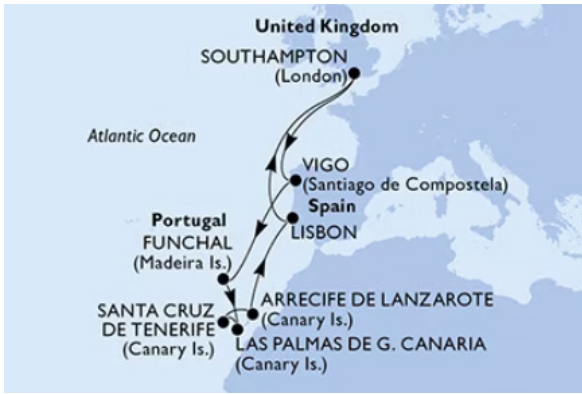 United Kingdom
SOUTHAMPTON
(London)
Atlantic Ocean
VIGO
(Santiago de Compostela)
Spain
LISBON
Portugal
FUNCHAL
(Madeira Is.)
ARRECIFE DE LANZAROTE
(Canary Is.)
SANTA CRUZ
DE TENERIFE
(Canary Is.)
LAS PALMAS DE G. CANARIA
(Canary Is.)